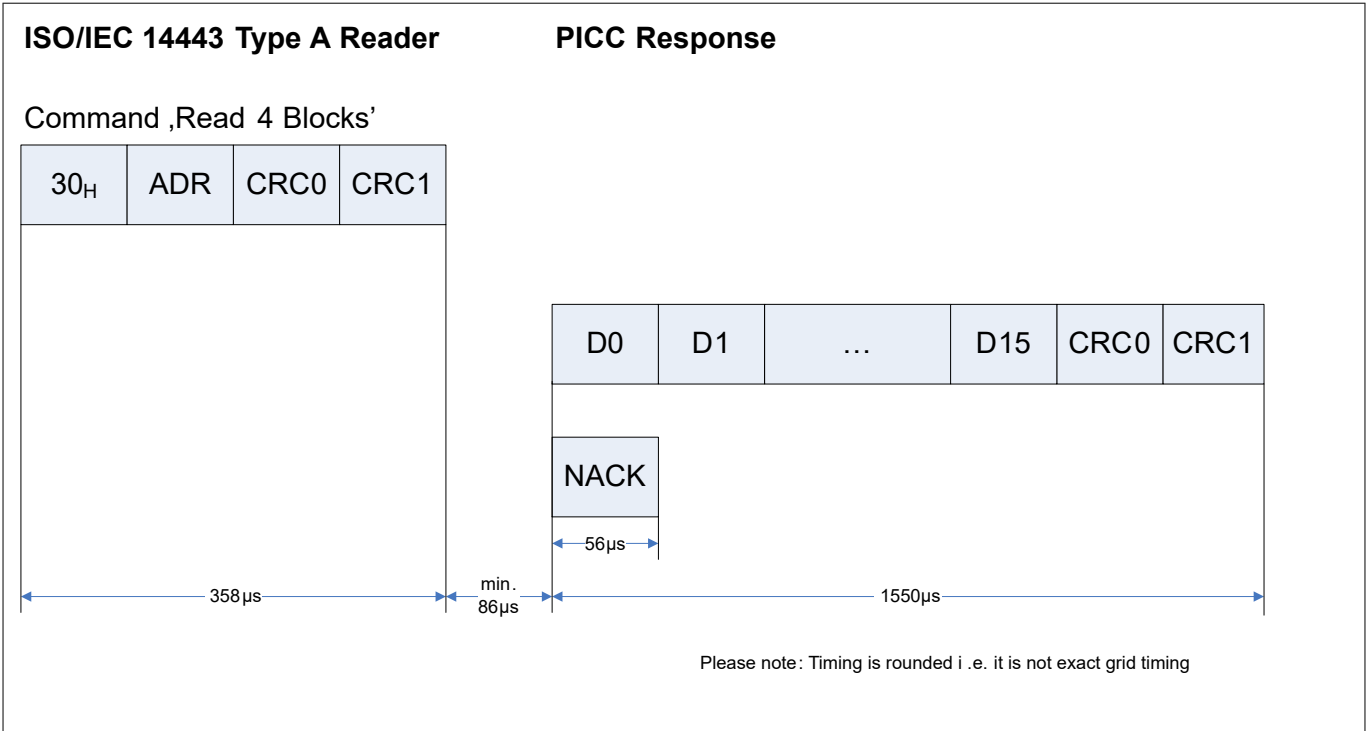 ISO/IEC 14443 Type A Reader PICC Response
Command ‚Read 4 Blocks’
30H ADR CRC0 CRC1
D0 D1 ... D15 CRC0 CRC1
NACK
56µs
358µs min. 86µs 1550µs
Please note: Timing is rounded i .e. it is not exact grid timing